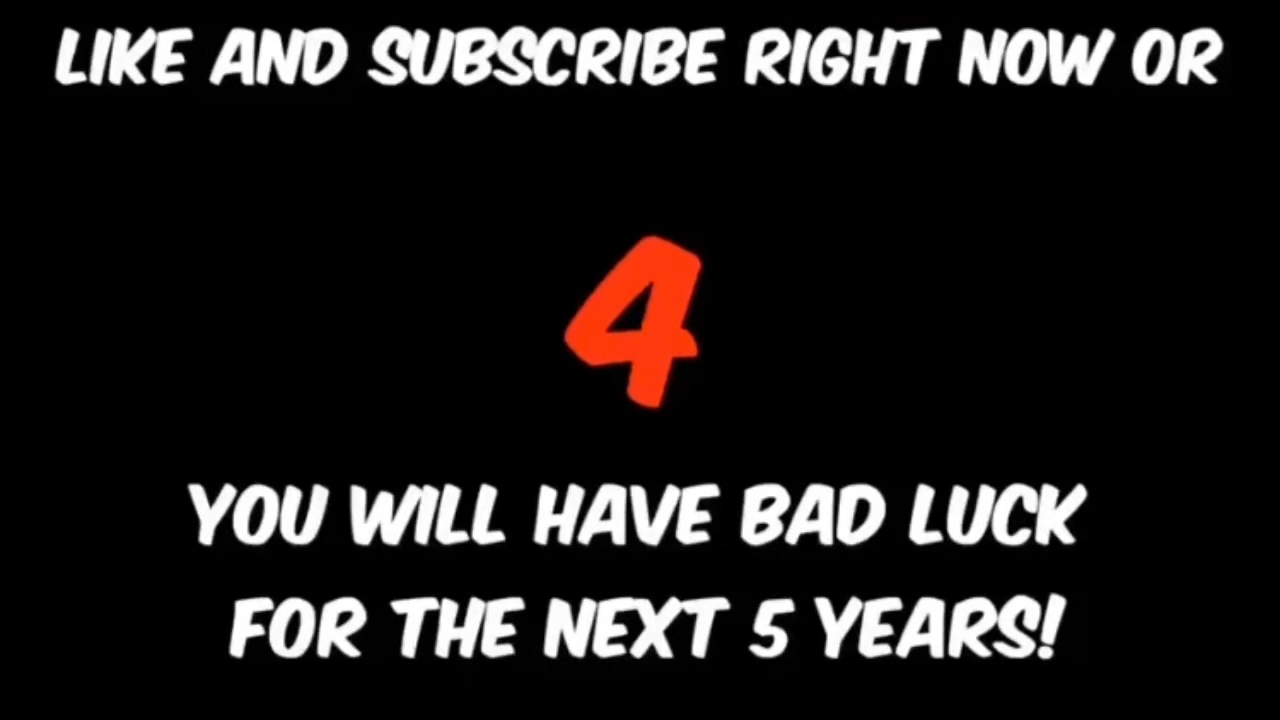 LIKE AND SUBSCRIBE RIGHT NOW OR
4
YOU WILL HAVE BAD LUCK
FOR THE NEXT 5 YEARS!